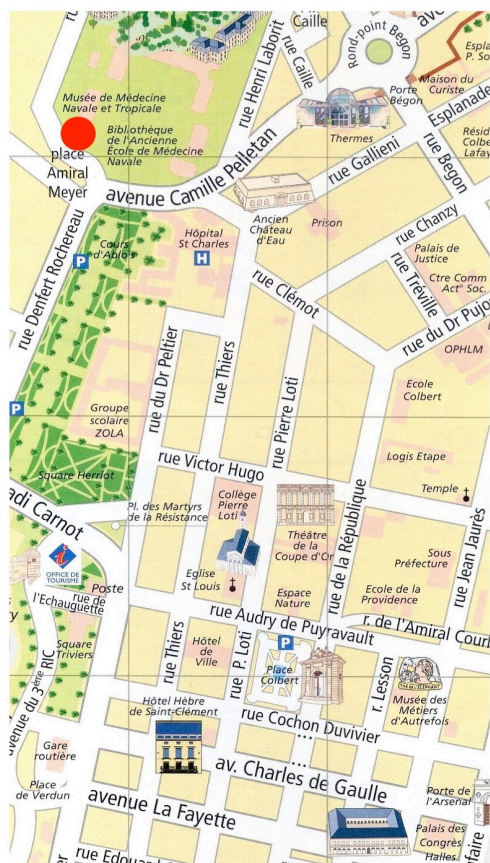 Caille
rue Caille
rue Henri Laborit
Rond-point Bégon
Musée de Médecine
Navale et Tropicale
Bibliothèque
de l'Ancienne
École de Médecine
Navale
place
Amiral
Meyer
Thermes
Porte
Bégon
Maison du
Curiste
Esplanade
avenue Camille Pelletan
rue Gallieni
rue Bégon
Ancien
Château
d'Eau
Prison
rue Chanzy
Cours
d'Ablois
P
Hôpital
St Charles
H
rue Denfert Rochereau
Palais de
Justice
rue Tréville
Ctre Comm
Act° Soc.
rue Clémot
rue du Dr Pujo
OPHLM
rue du Dr Peltier
rue Thiers
rue Pierre Loti
Ecole
Colbert
P
Groupe
scolaire
ZOLA
Square Herriot
rue Victor Hugo
Logis Etape
Temple
adi Carnot
Pl. des Martyrs
de la Résistance
Collège
Pierre
Loti
Théâtre
de la
Coupe d'Or
rue de la République
rue Jean Jaurès
Sous
Préfecture
i
OFFICE DE
TOURISME
Poste
rue de
l'Echauguette
Eglise
St Louis
Espace
Nature
Ecole de la
Providence
rue Audry de Puyravault
r. de l'Amiral Courb
Square
Triviers
rue Thiers
Hôtel
de
Ville
rue P. Loti
P
Place
Colbert
r. Lesson
Musée des
Métiers
d'Autrefois
avenue du 3ème RIC
rue Cochon Duvivier
Hôtel Hèbre
de Saint-Clément
Gare
routière
Place
de Verdun
av. Charles de Gaulle
avenue La Fayette
Porte de
l'Arsenal
Palais des
Congrès
Halles
rue Edouard